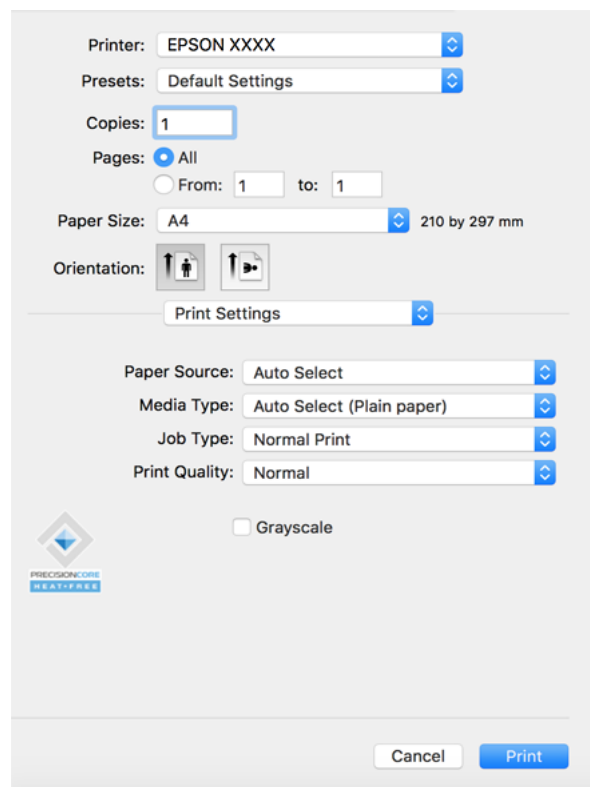 Printer: EPSON XXXX
Presets: Default Settings
Copies: 1
Pages: All
From: 1 to: 1
Paper Size: A4 210 by 297 mm
Orientation:
Print Settings
Paper Source: Auto Select
Media Type: Auto Select (Plain paper)
Job Type: Normal Print
Print Quality: Normal
Grayscale
PRECISIONCORE
HEAT-FREE
Cancel Print